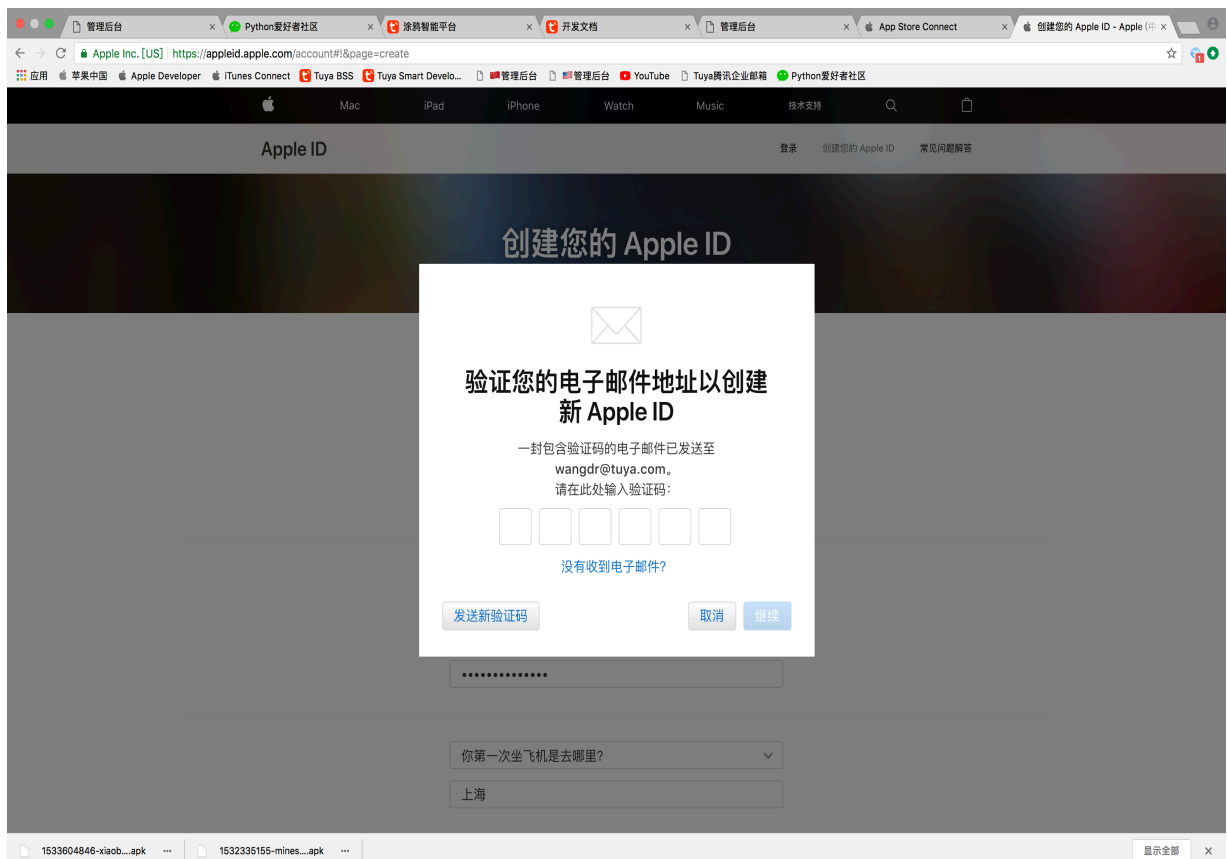 管理后台
Python爱好者社区
涂鸦智能平台
开发文档
管理后台
App Store Connect
创建您的 Apple ID - Apple (中
Apple Inc. [US]
https://appleid.apple.com/account#!&page=create
应用
苹果中国
Apple Developer
iTunes Connect
Tuya BSS
Tuya Smart Develo...
管理后台
管理后台
YouTube
Tuya腾讯企业邮箱
Python爱好者社区
Mac
iPad
iPhone
Watch
Music
技术支持
Apple ID
登录
创建您的 Apple ID
常见问题解答
创建您的 Apple ID
验证您的电子邮件地址以创建
新 Apple ID
一封包含验证码的电子邮件已发送至
wangdr@tuya.com。
请在此处输入验证码：
没有收到电子邮件?
发送新验证码
取消
继续
••••••••••••••
你第一次坐飞机是去哪里?
上海
1533604846-xiaob....apk
1532335155-mines....apk
显示全部